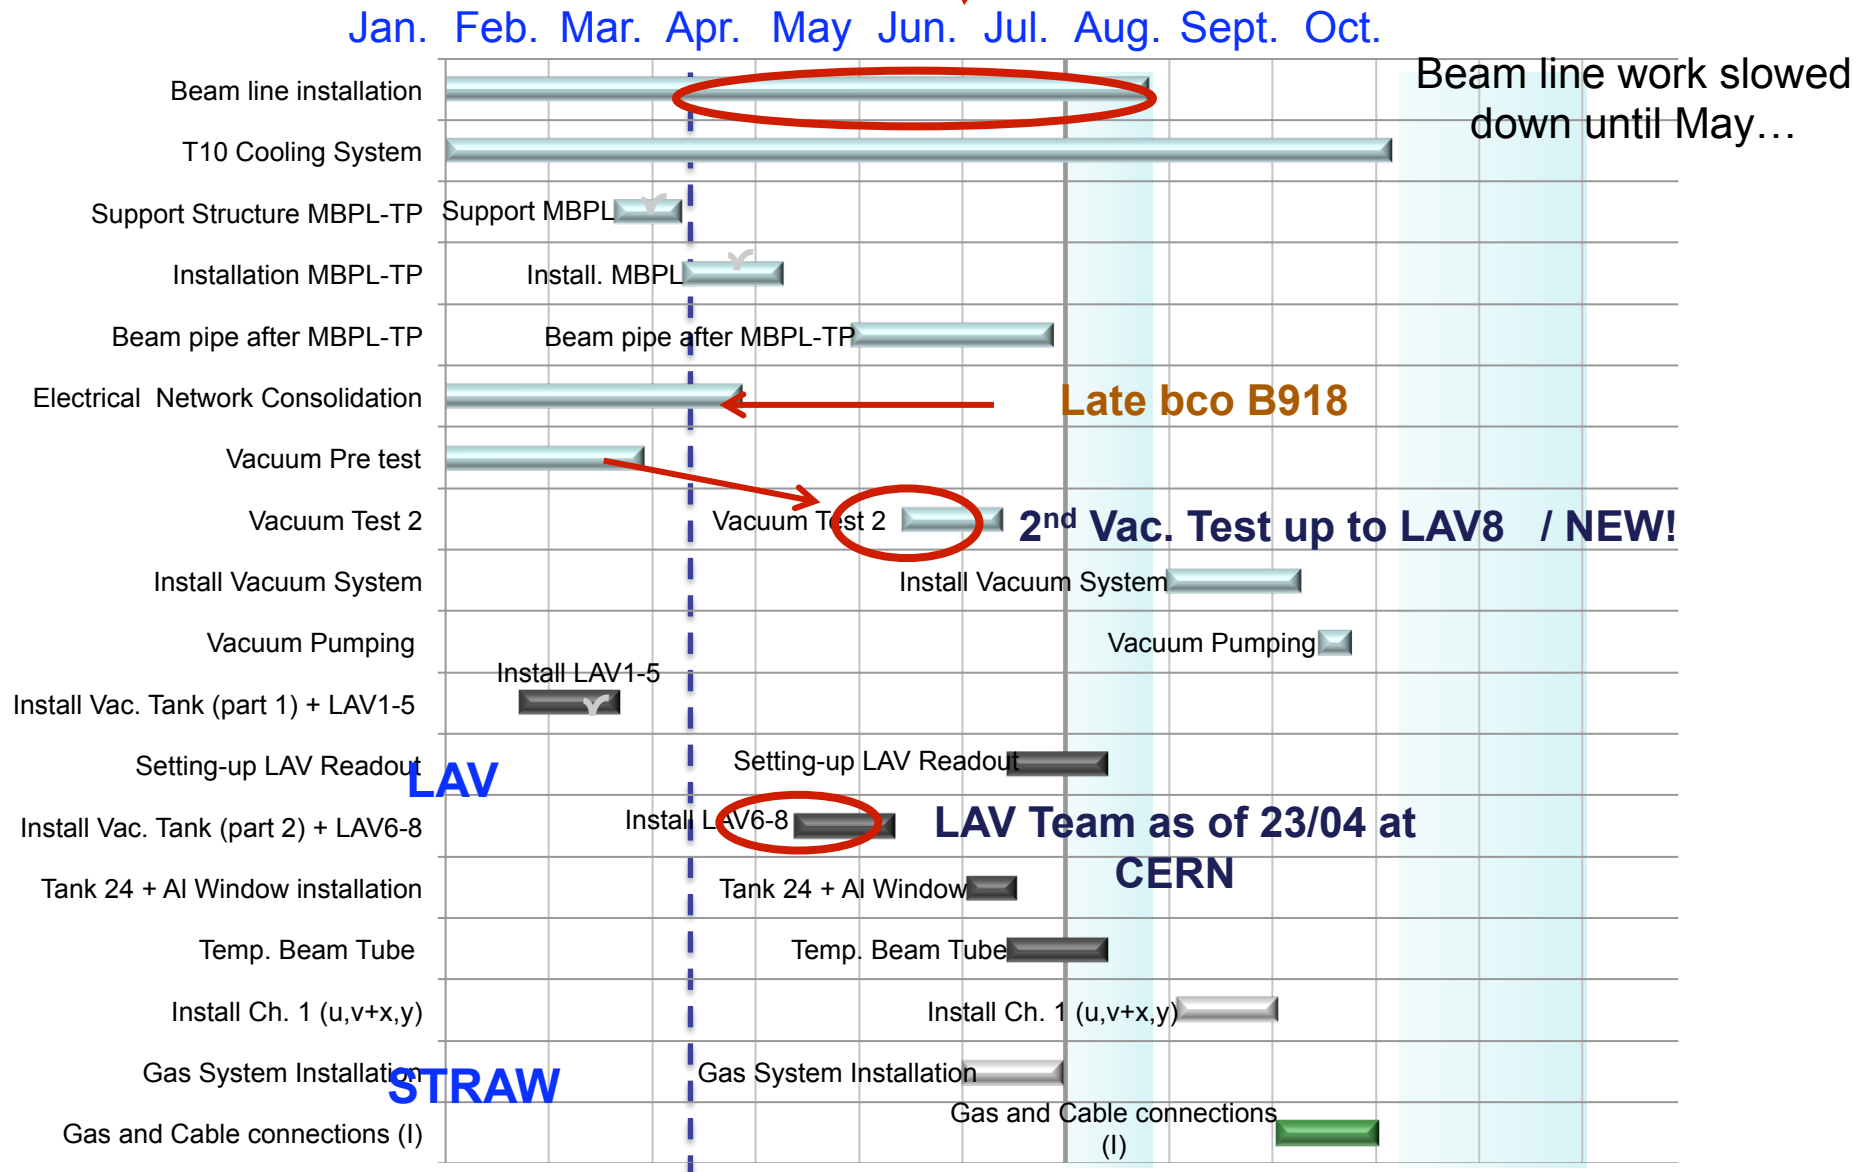 Jan. Feb. Mar. Apr. May Jun. Jul. Aug. Sept. Oct.
Beam line work slowed
down until May…
Beam line installation
T10 Cooling System
Support Structure MBPL-TP Support MBPL
Installation MBPL-TP Install. MBPL
Beam pipe after MBPL-TP Beam pipe after MBPL-TP
Electrical Network Consolidation Late bco B918
Vacuum Pre test
Vacuum Test 2 Vacuum Test 2 2nd Vac. Test up to LAV8 / NEW!
Install Vacuum System Install Vacuum System
Vacuum Pumping Vacuum Pumping
Install LAV1-5
Install Vac. Tank (part 1) + LAV1-5
Setting-up LAV Readout Setting-up LAV Readout
LAV
Install Vac. Tank (part 2) + LAV6-8 Install LAV6-8 LAV Team as of 23/04 at
CERN
Tank 24 + Al Window installation Tank 24 + Al Window
Temp. Beam Tube Temp. Beam Tube
Install Ch. 1 (u,v+x,y) Install Ch. 1 (u,v+x,y)
Gas System Installation Gas System Installation
STRAW
Gas and Cable connections (I) Gas and Cable connections
(I)